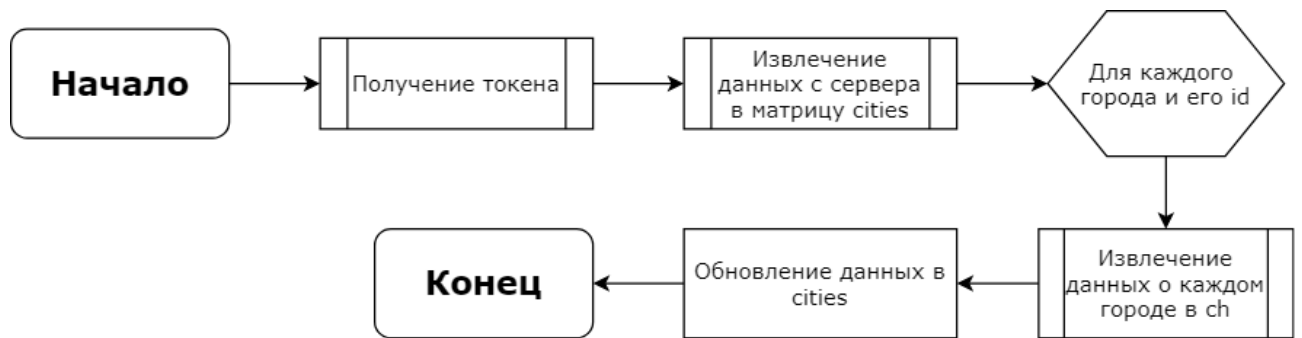 Начало
Получение токена
Извлечение
данных с сервера
в матрицу cities
Для каждого
города и его id
Извлечение
данных о каждом
городе в ch
Обновление данных в
cities
Конец